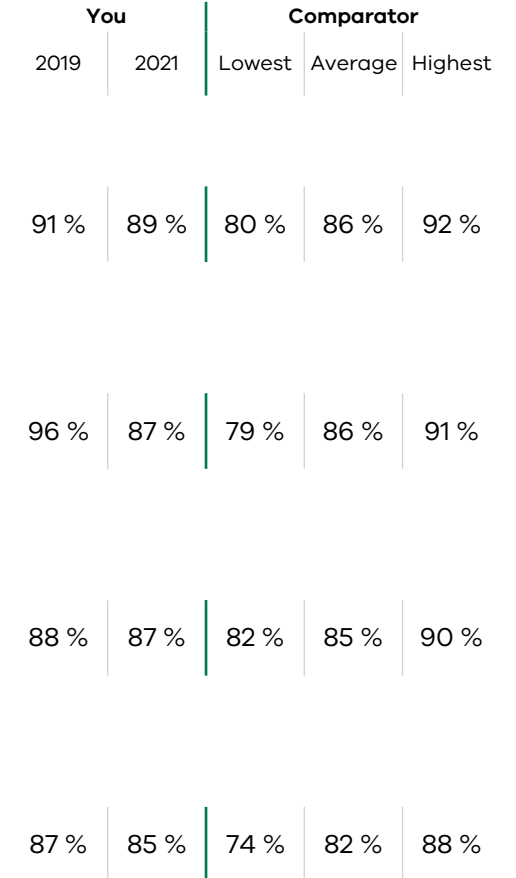 You Comparator
2019 2021 Lowest Average Highest
91 % 89 % 80 % 86 % 92 %
96 % 87 % 79 % 86 % 91 %
88 % 87 % 82 % 85 % 90 %
87 % 85 % 74 % 82 % 88 %